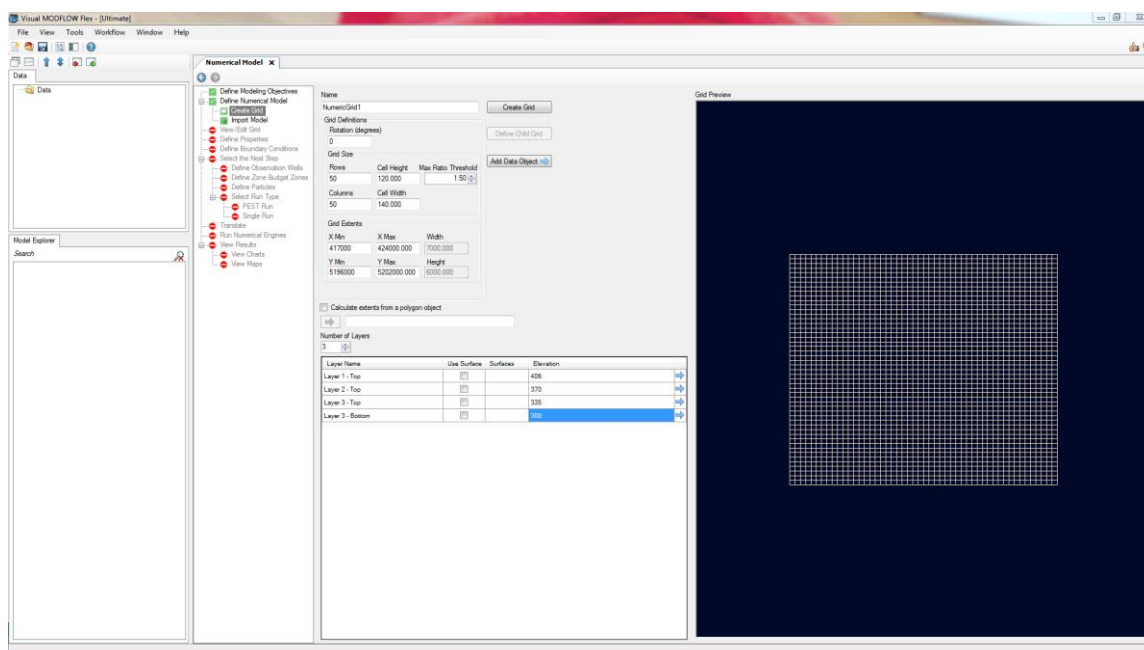 Visual MODFLOW Flex - [Ultimate]
File View Tools Workflow Window Help
Data
Data
Model Explorer
Search
Numerical Model X
Define Modeling Objectives
Define Numerical Model
Create Grid
Import Model
View/Edit Grid
Define Properties
Define Boundary Conditions
Select the Next Step
Define Observation Wells
Define Zone Budget Zones
Define Particles
Select Run Type
PEST Run
Single Run
Translate
Run Numerical Engines
View Results
View Charts
View Maps
Name
NumericGrid1 Create Grid
Grid Definitions
Rotation (degrees)
0
Define Child Grid
Grid Size
Rows Cell Height Max Ratio Threshold
50 120.000 1.50
Add Data Object
Columns Cell Width
50 140.000
Grid Extents
X Min X Max Width
417000 424000.000 7000.000
Y Min Y Max Height
5196000 5202000.000 6000.000
Calculate extents from a polygon object
Number of Layers
3
Layer Name Use Surface Surfaces Elevation
Layer 1 - Top 406
Layer 2 - Top 370
Layer 3 - Top 335
Layer 3 - Bottom 300
Grid Preview